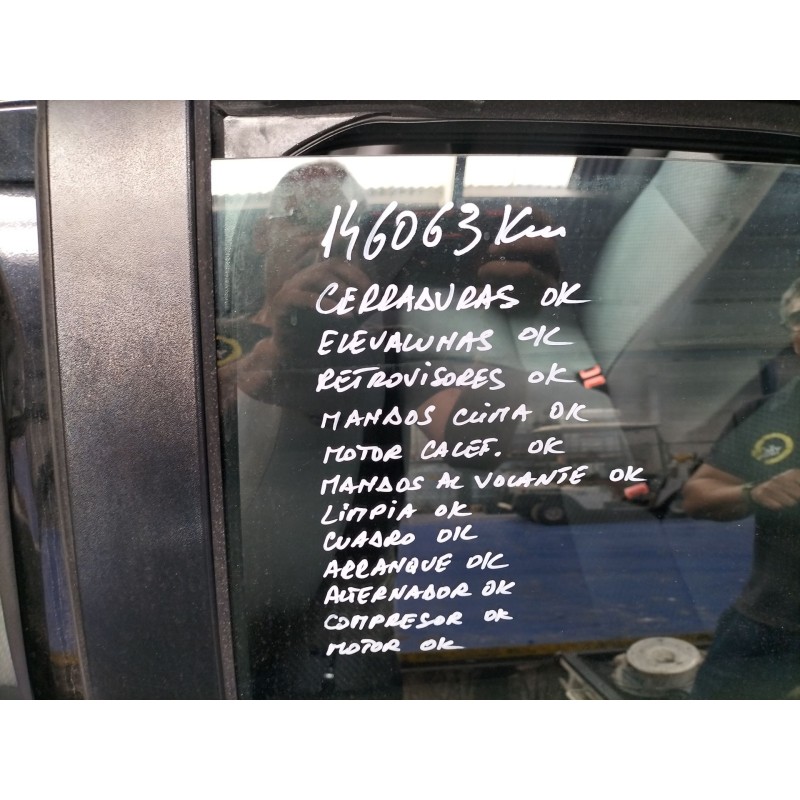 146063 Km
CERRADURAS OK
ELEVALUNAS OK
RETROVISORES OK
MANDOS CLIMA OK
MOTOR CALEF. OK
MANDOS AL VOLANTE OK
LIMPIA OK
CUADRO OK
ARRANQUE OK
ALTERNADOR OK
COMPRESOR OK
MOTOR OK